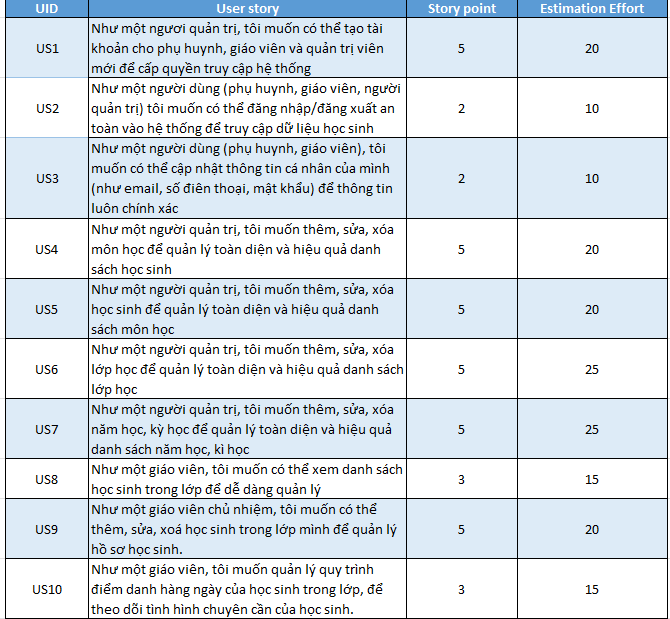 UID User story Story point Estimation Effort
Như một ngươi quản trị, tôi muốn có thể tạo tài
khoản cho phụ huynh, giáo viên và quản trị viên
mới để cấp quyền truy cập hệ thống
US1 5 20
Như một người dùng (phụ huynh, giáo viên, người
quản trị) tôi muốn có thể đăng nhập/đăng xuất an
toàn vào hệ thống để truy cập dữ liệu học sinh
US2 2 10
Như một người dùng (phụ huynh, giáo viên), tôi
muốn có thể cập nhật thông tin cá nhân của mình
(như email, số điên thoại, mật khẩu) để thông tin
luôn chính xác
US3 2 10
Như một người quản trị, tôi muốn thêm, sửa, xóa
môn học để quản lý toàn diện và hiệu quả danh
sách học sinh
US4 5 20
Như một người quản trị, tôi muốn thêm, sửa, xóa
học sinh để quản lý toàn diện và hiệu quả danh
sách môn học
US5 5 20
Như một người quản trị, tôi muốn thêm, sửa, xóa
lớp học để quản lý toàn diện và hiệu quả danh sách
lớp học
US6 5 25
Như một người quản trị, tôi muốn thêm, sửa, xóa
năm học, kỳ học để quản lý toàn diện và hiệu quả
danh sách năm học, kì học
US7 5 25
Như một giáo viên, tôi muốn có thể xem danh sách
học sinh trong lớp để dễ dàng quản lý
US8 3 15
Như một giáo viên chủ nhiệm, tôi muốn có thể
thêm, sửa, xoá học sinh trong lớp mình để quản lý
hồ sơ học sinh.
US9 5 20
Như một giáo viên, tôi muốn quản lý quy trình
điểm danh hàng ngày của học sinh trong lớp, để
theo dõi tình hình chuyên cần của học sinh.
US10 3 15